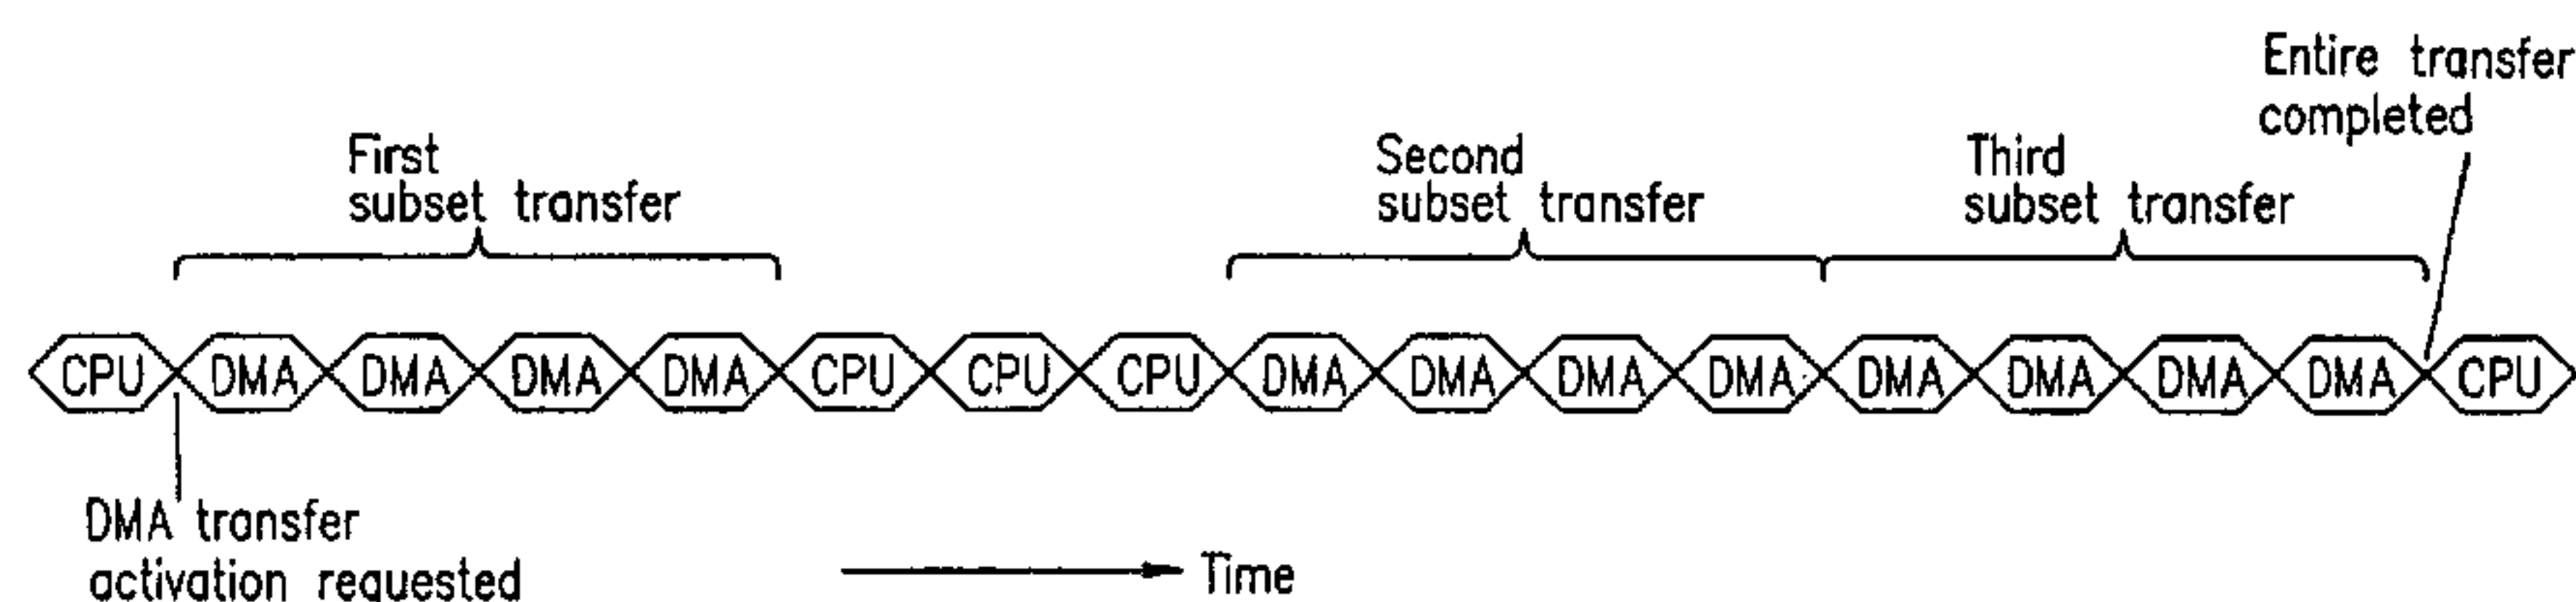 Entire transfer
completed
First
subset transfer
Second
subset transfer
Third
subset transfer
CPU DMA DMA DMA DMA CPU CPU CPU DMA DMA DMA DMA DMA DMA DMA DMA CPU
DMA transfer
activation requested
Time